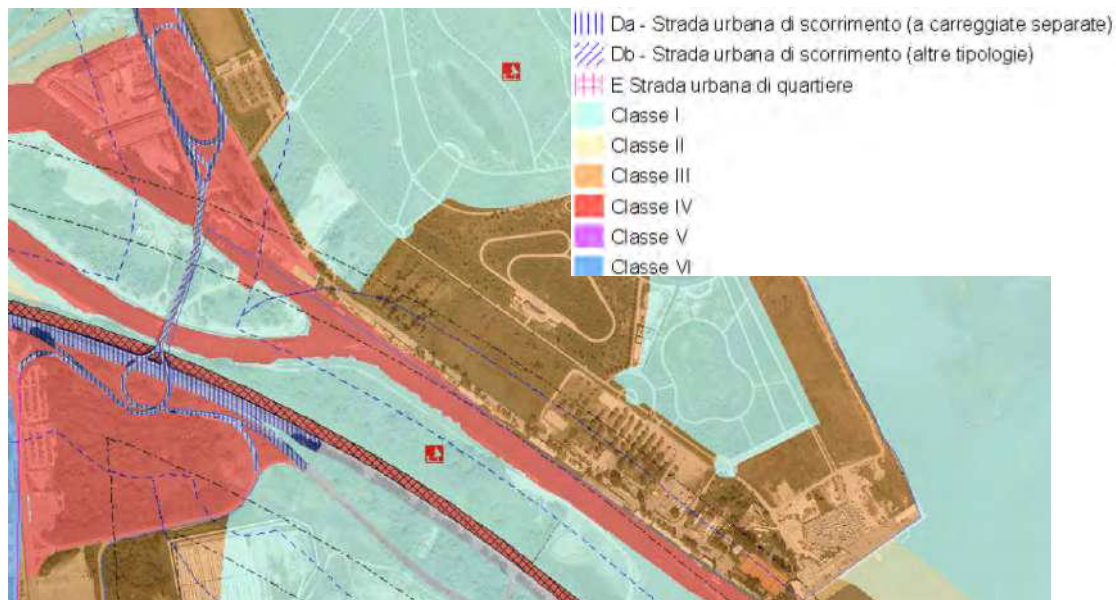 Da - Strada urbana di scorrimento (a carreggiate separate)
Db - Strada urbana di scorrimento (altre tipologie)
E Strada urbana di quartiere
Classe I
Classe II
Classe III
Classe IV
Classe V
Classe VI